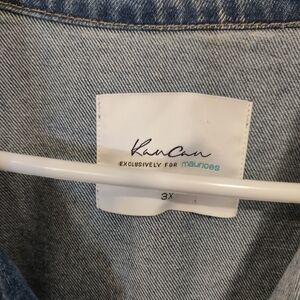 KanCan
EXCLUSIVELY FOR maurices
3X